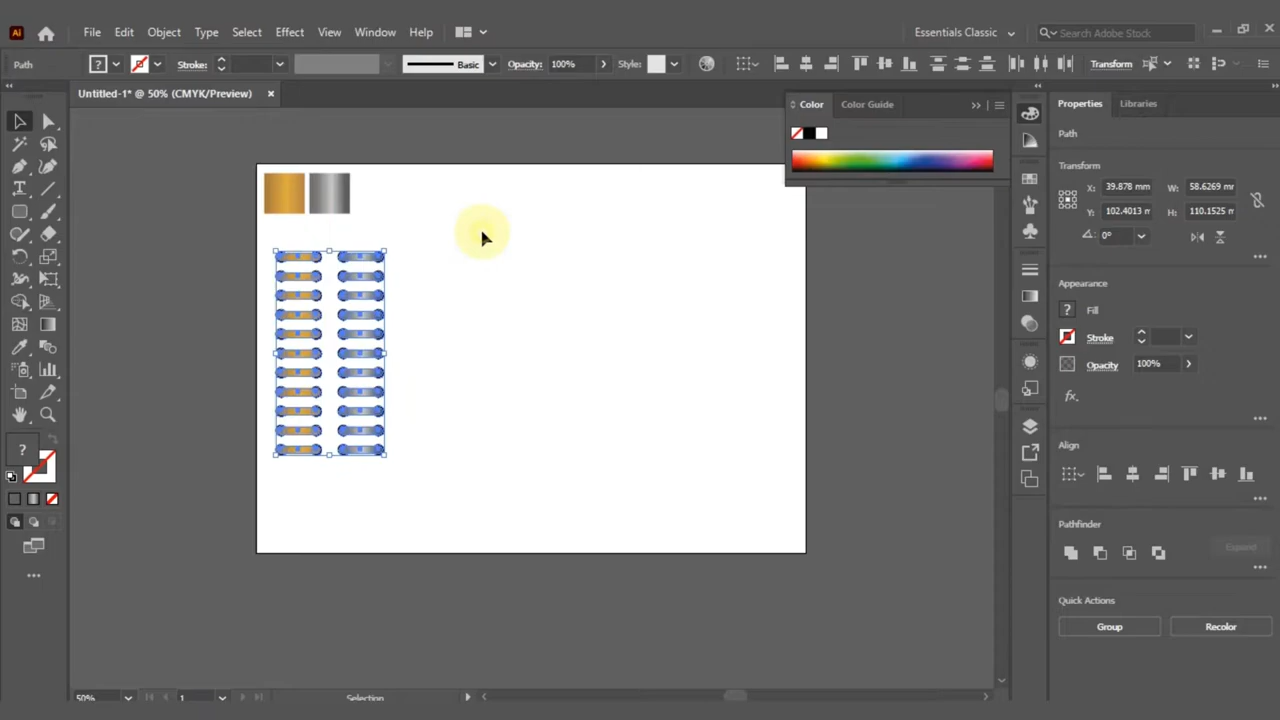 Ai File Edit Object Type Select Effect View Window Help Essentials Classic Search Adobe Stock
Path ? Stroke: Basic Opacity: 100% Style: Transform
Untitled-1* @ 50% (CMYK/Preview) ×
Color Color Guide
Properties Libraries
Path
Transform
X: 39.878 mm W: 58.6269 mm
Y: 102.4013 m H: 110.1525 m
0°
Appearance
? Fill
Stroke
Opacity 100%
fx
Align
Pathfinder
Expand
Quick Actions
Group Recolor
?
50% 1 Selection